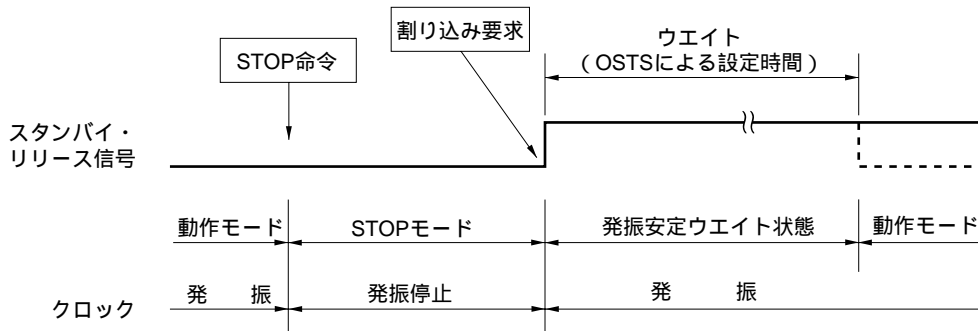 割り込み要求
ウエイト
STOP命令
(OSTSによる設定時間)
スタンバイ・
リリース信号
動作モード STOPモード 発振安定ウエイト状態 動作モード
クロック 発 振 発振停止 発 振